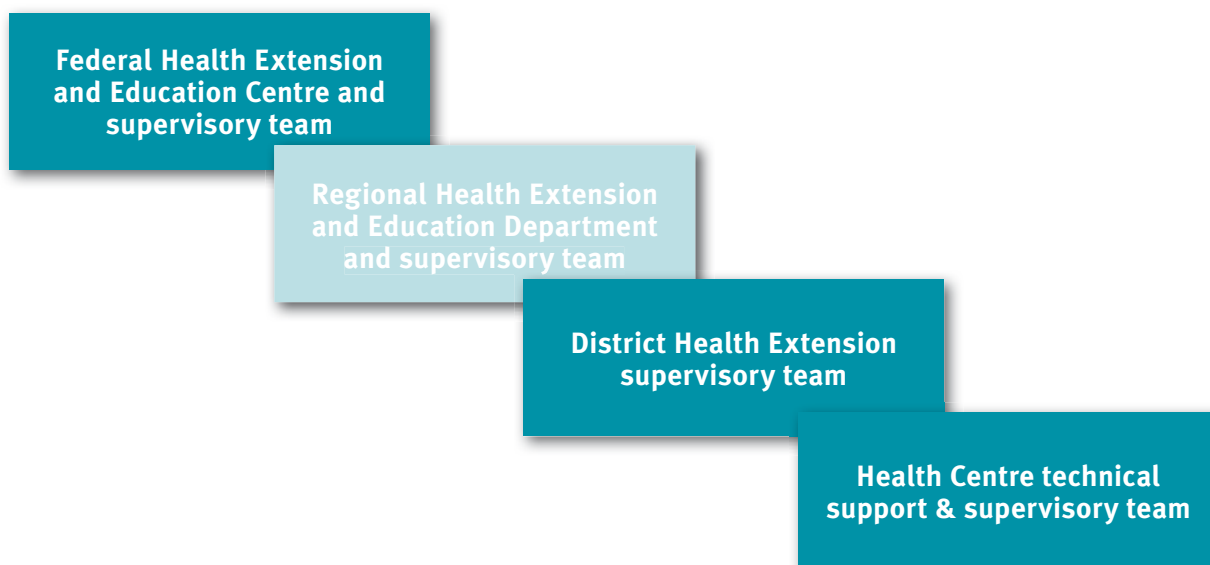 Federal Health Extension
and Education Centre and
supervisory team
Regional Health Extension
and Education Department
and supervisory team
District Health Extension
supervisory team
Health Centre technical
support & supervisory team